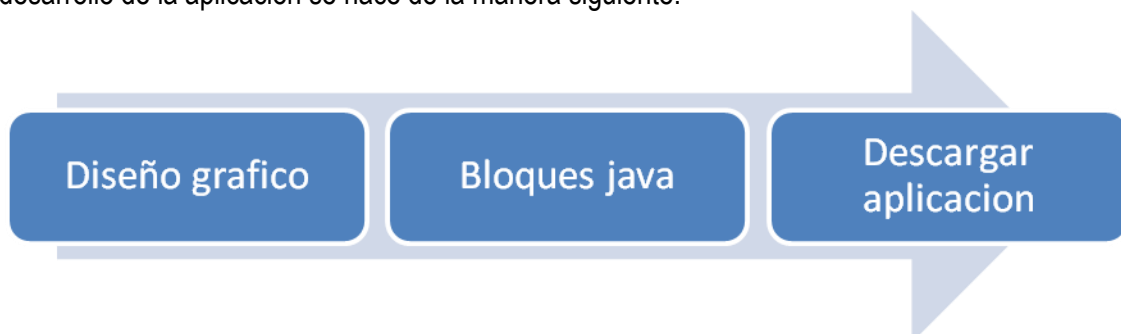 desarrollo de la aplicación se hace de la manera siguiente:
Diseño grafico
Bloques java
Descargar
aplicacion